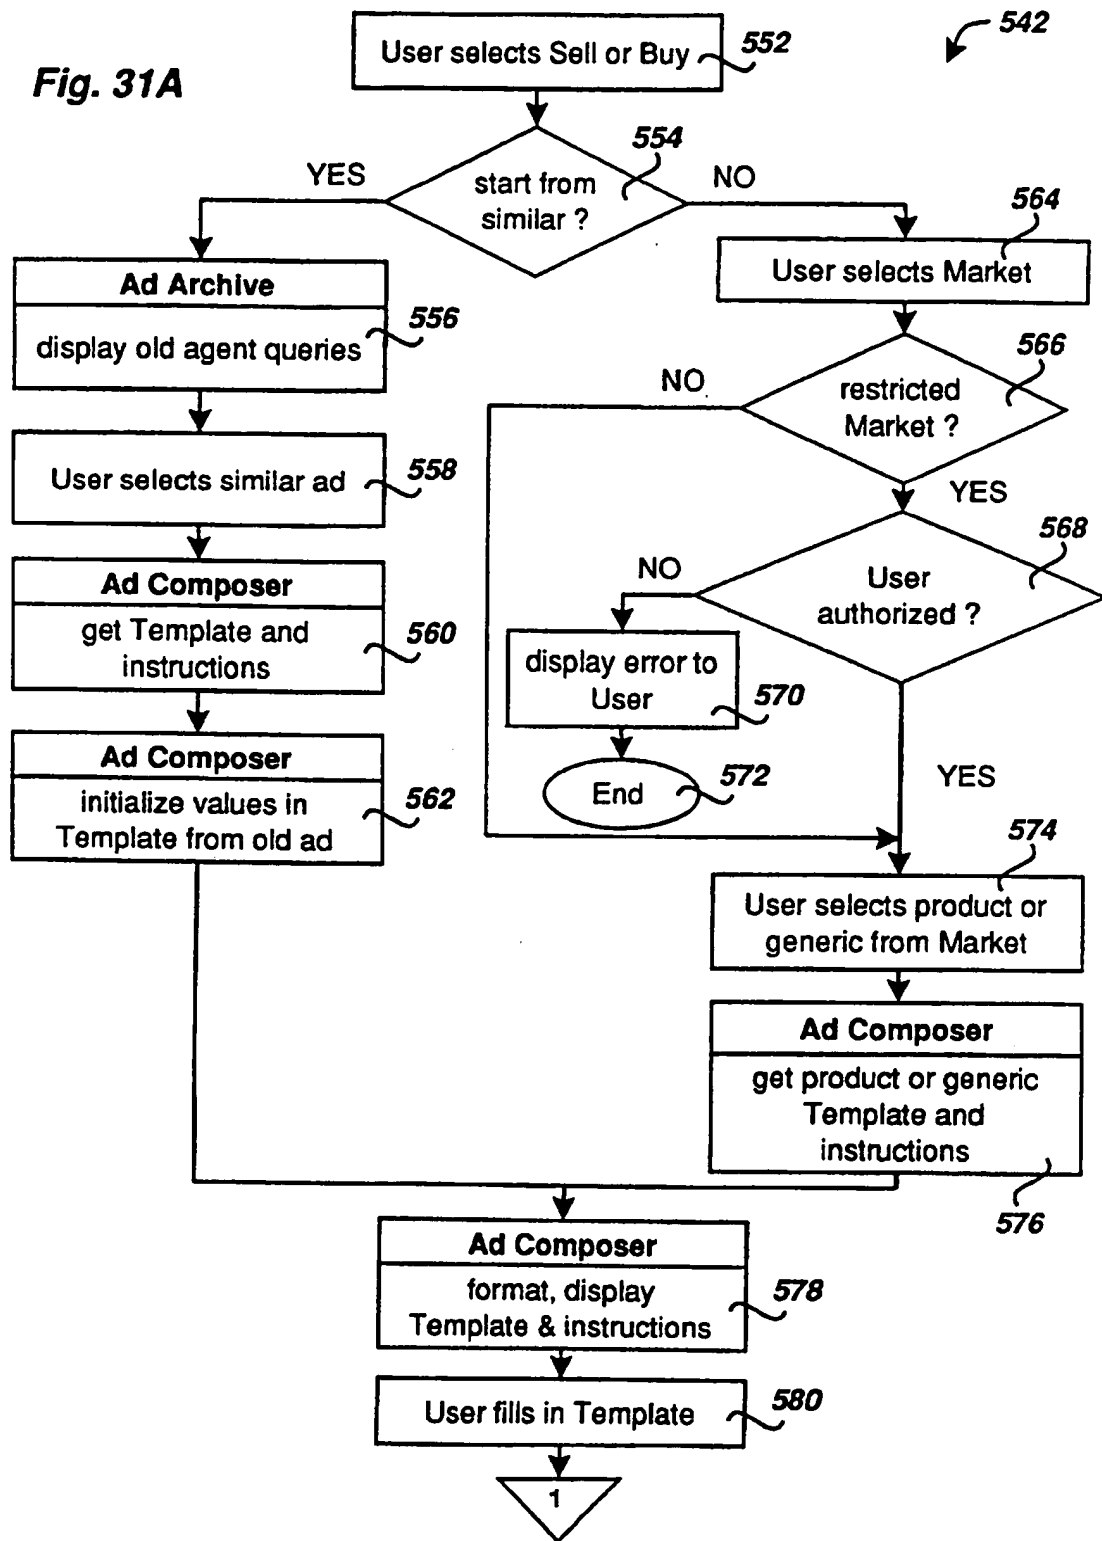 Fig. 31A
542
User selects Sell or Buy
552
554
start from
similar ?
YES
NO
Ad Archive
display old agent queries
556
User selects similar ad
558
Ad Composer
get Template and
instructions
560
Ad Composer
initialize values in
Template from old ad
562
564
User selects Market
566
restricted
Market ?
NO
YES
568
User
authorized ?
NO
display error to
User
570
End
572
YES
574
User selects product or
generic from Market
Ad Composer
get product or generic
Template and
instructions
576
Ad Composer
format, display
Template & instructions
578
User fills in Template
580
1